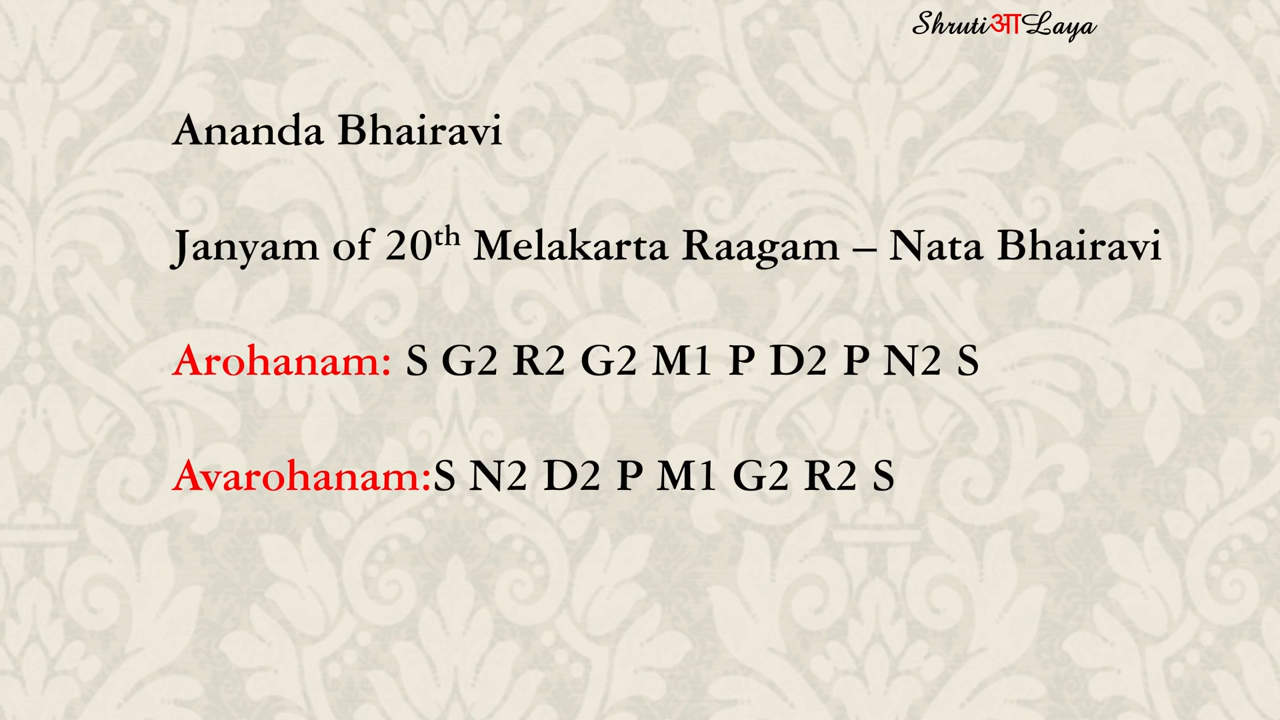 ShrutiआLaya
Ananda Bhairavi
Janyam of 20th Melakarta Raagam – Nata Bhairavi
Arohanam: S G2 R2 G2 M1 P D2 P N2 S
Avarohanam:S N2 D2 P M1 G2 R2 S